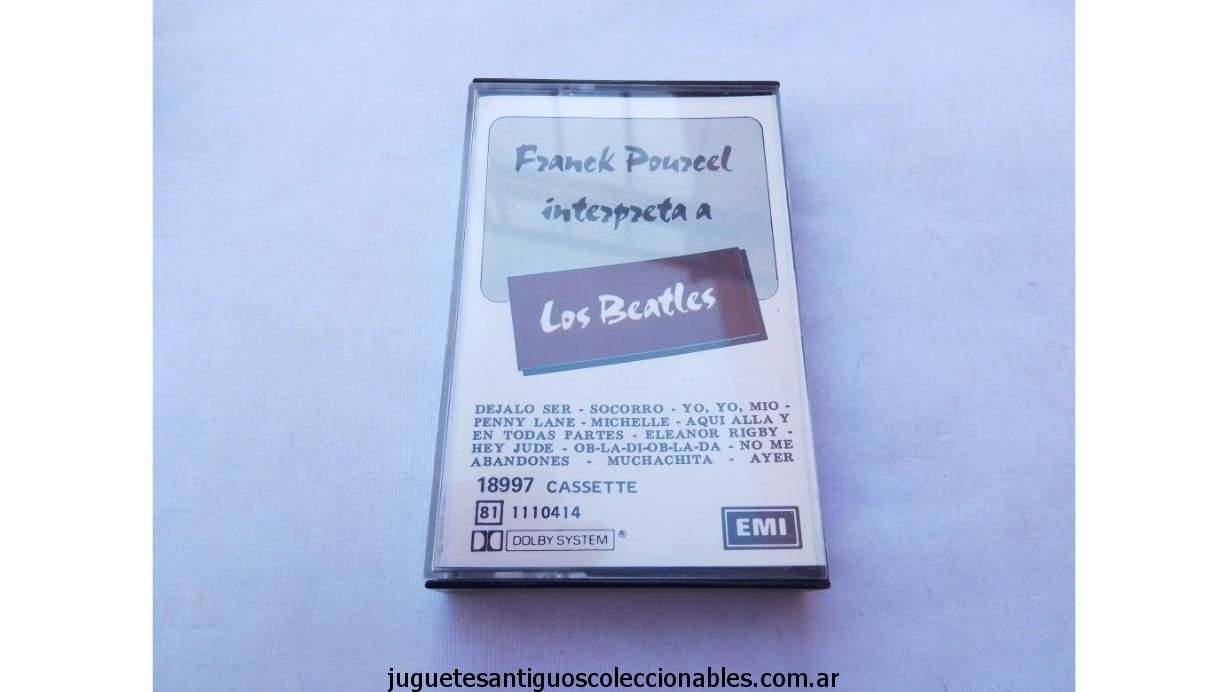 Franck Pourcel
interpreta a
Los Beatles
DEJALO SER - SOCORRO - YO, YO, MIO -
PENNY LANE - MICHELLE - AQUI ALLA Y
EN TODAS PARTES - ELEANOR RIGBY -
HEY JUDE - OB-LA-DI-OB-LA-DA - NO ME
ABANDONES - MUCHACHITA - AYER
18997 CASSETTE
81 1110414
DOLBY SYSTEM ®
EMI
juguetesantiguoscoleccionables.com.ar